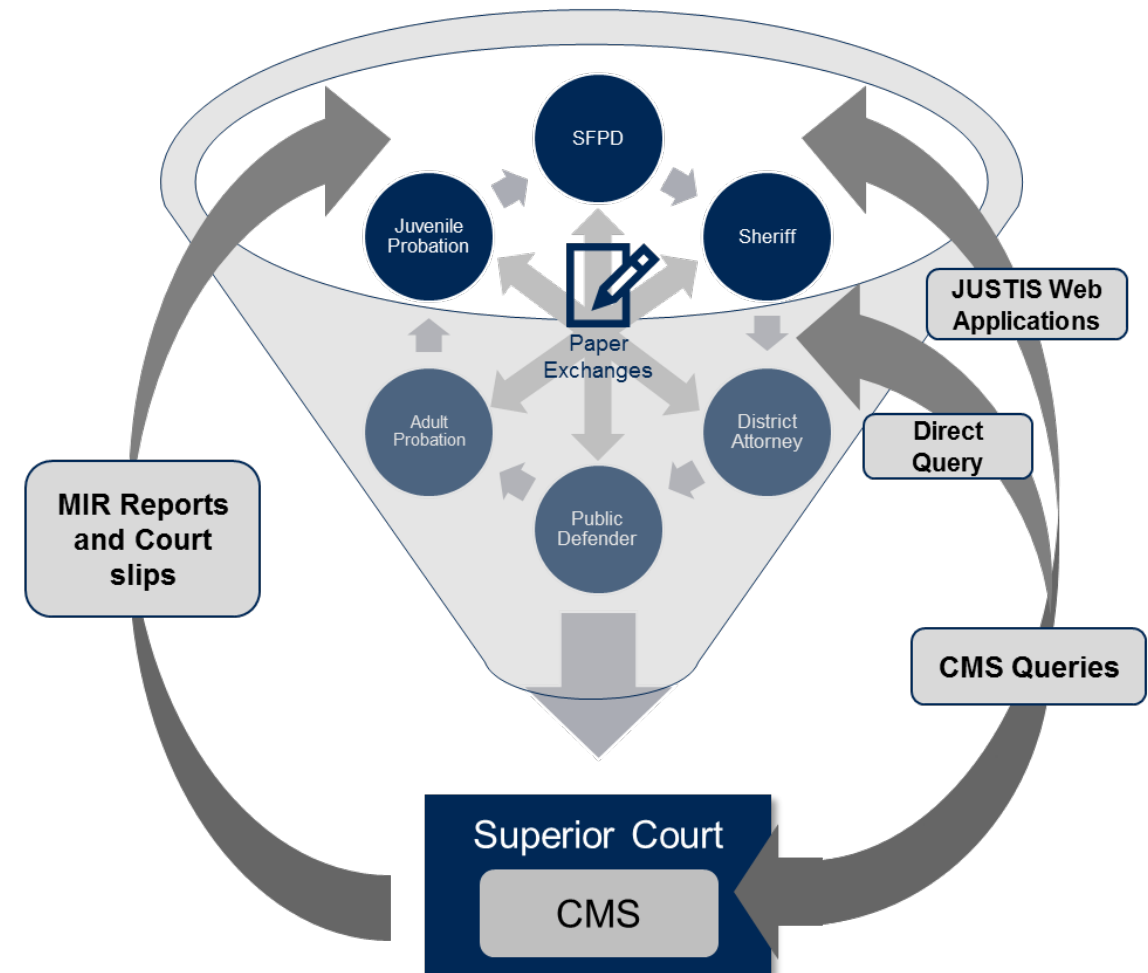 SFPD
Juvenile
Probation
Sheriff
Paper
Exchanges
JUSTIS Web
Applications
Adult
Probation
District
Attorney
Direct
Query
Public
Defender
MIR Reports
and Court
slips
CMS Queries
Superior Court
CMS